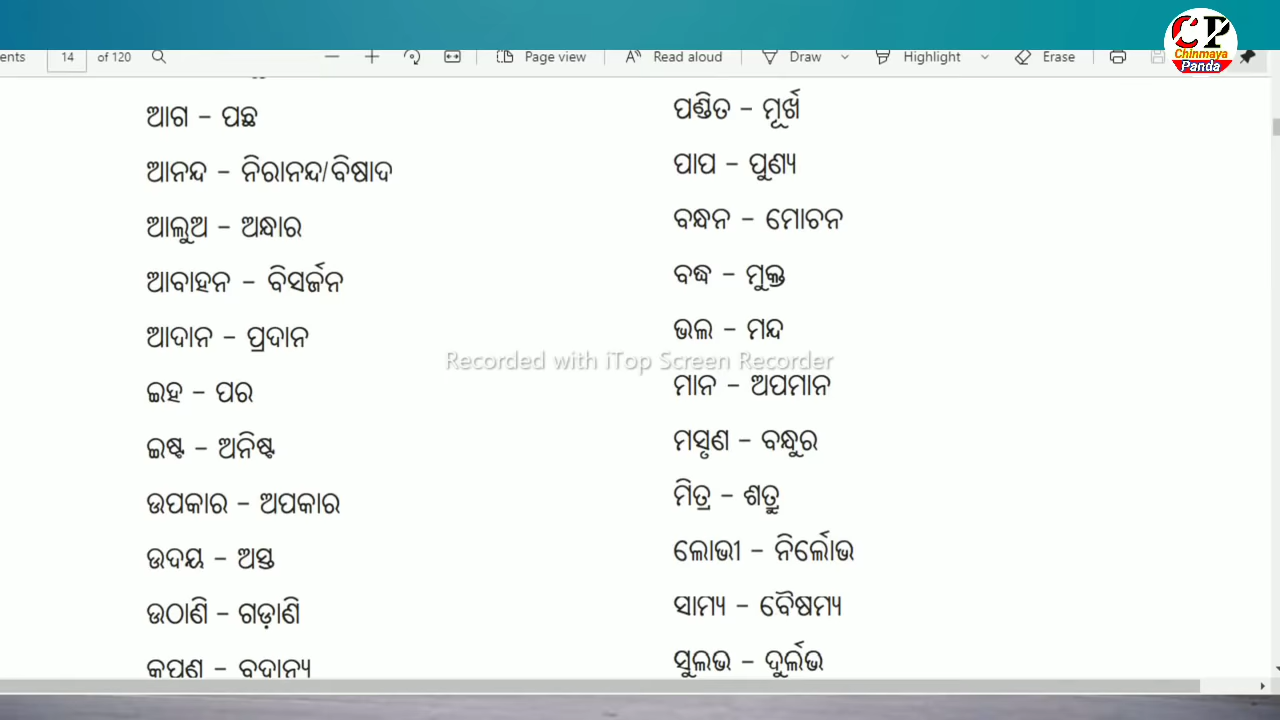 CP
Chinmaya
Panda
ents 14 of 120 Page view Read aloud Draw Highlight Erase
ଆଗ – ପଛ
ଆନନ୍ଦ – ନିରାନନ୍ଦ/ବିଷାଦ
ଆଲୁଅ – ଅନ୍ଧାର
ଆବାହନ – ବିସର୍ଜନ
ଆଦାନ – ପ୍ରଦାନ
ଇହ – ପର
ଇଷ୍ଟ – ଅନିଷ୍ଟ
ଉପକାର – ଅପକାର
ଉଦୟ – ଅସ୍ତ
ଉଠାଣି – ଗଡ଼ାଣି
କୃପଣ – ବଦାନ୍ୟ
ପଣ୍ଡିତ – ମୂର୍ଖ
ପାପ – ପୁଣ୍ୟ
ବନ୍ଧନ – ମୋଚନ
ବଦ୍ଧ – ମୁକ୍ତ
ଭଲ – ମନ୍ଦ
ମାନ – ଅପମାନ
ମସୃଣ – ବନ୍ଧୁର
ମିତ୍ର – ଶତ୍ରୁ
ଲୋଭୀ – ନିର୍ଲୋଭ
ସାମ୍ୟ – ବୈଷମ୍ୟ
ସୁଲଭ – ଦୁର୍ଲଭ
Recorded with iTop Screen Recorder